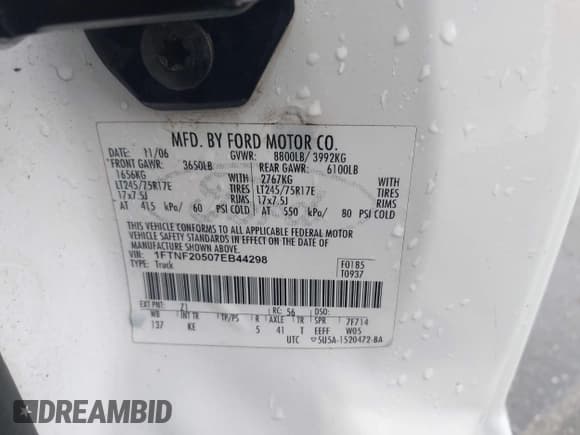 MFD. BY FORD MOTOR CO.
DATE: 11/06 GVWR: 8800LB/ 3992KG
FRONT GAWR: 3650LB REAR GAWR: 6100LB
1656KG 2767KG
LT245/75R17E TIRES LT245/75R17E TIRES
17x7.5J RIMS 17x7.5J RIMS
AT 415 kPa/ 60 PSI COLD AT 550 kPa/ 80 PSI COLD
THIS VEHICLE CONFORMS TO ALL APPLICABLE FEDERAL MOTOR
VEHICLE SAFETY STANDARDS IN EFFECT ON THE DATE OF
MANUFACTURE SHOWN ABOVE.
VIN: 1FTNF20507EB44298 F0185
TYPE: Truck T0937
EXT PNT: Z1 RC: 56 DSO:
WB INT TR TP/PS R AXLE TR SPR 7F714
137 KE 5 41 T EEFF W05
UTC 5U5A-1520472-BA
DREAMBID